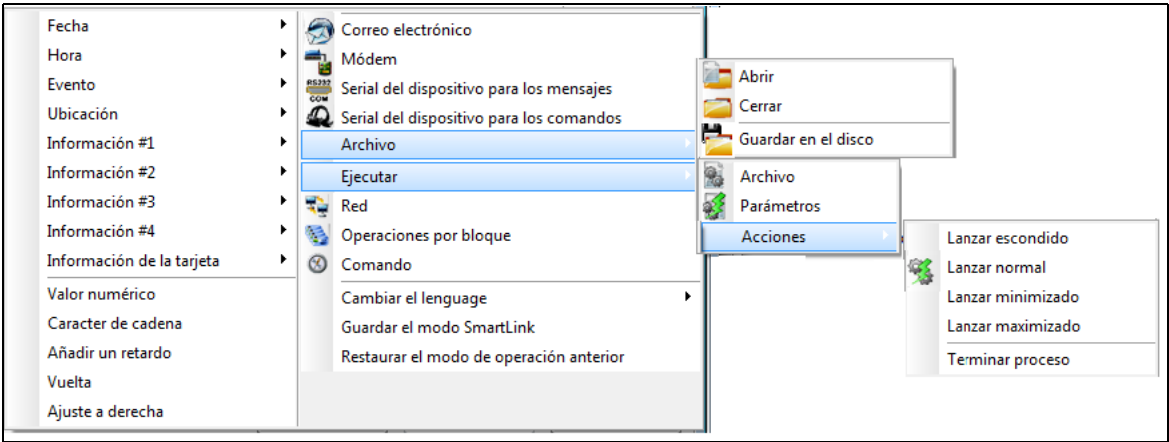 Fecha
Hora
Evento
Ubicación
Información #1
Información #2
Información #3
Información #4
Información de la tarjeta
Valor numérico
Caracter de cadena
Añadir un retardo
Vuelta
Ajuste a derecha
Correo electrónico
Módem
RS232
COM
Serial del dispositivo para los mensajes
Serial del dispositivo para los comandos
Archivo
Ejecutar
Red
Operaciones por bloque
Comando
Cambiar el lenguage
Guardar el modo SmartLink
Restaurar el modo de operación anterior
Abrir
Cerrar
Guardar en el disco
Archivo
Parámetros
Acciones
Lanzar escondido
Lanzar normal
Lanzar minimizado
Lanzar maximizado
Terminar proceso